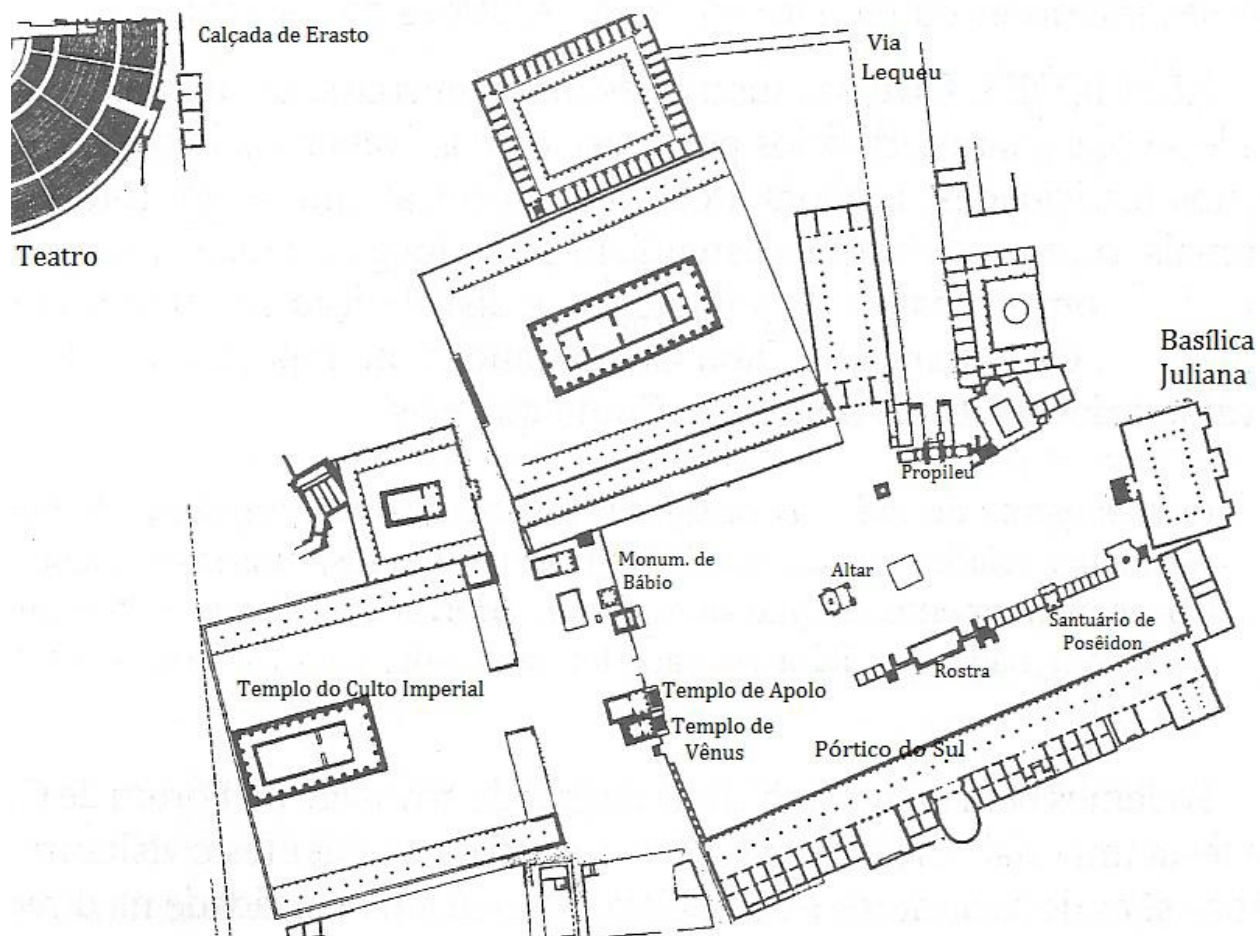 Calçada de Erasto
Via
Lequeu
Teatro
Basílica
Juliana
Propileu
Monum. de
Bábio
Altar
Santuário de
Posêidon
Rostra
Templo do Culto Imperial
Templo de Apolo
Templo de
Vênus
Pórtico do Sul